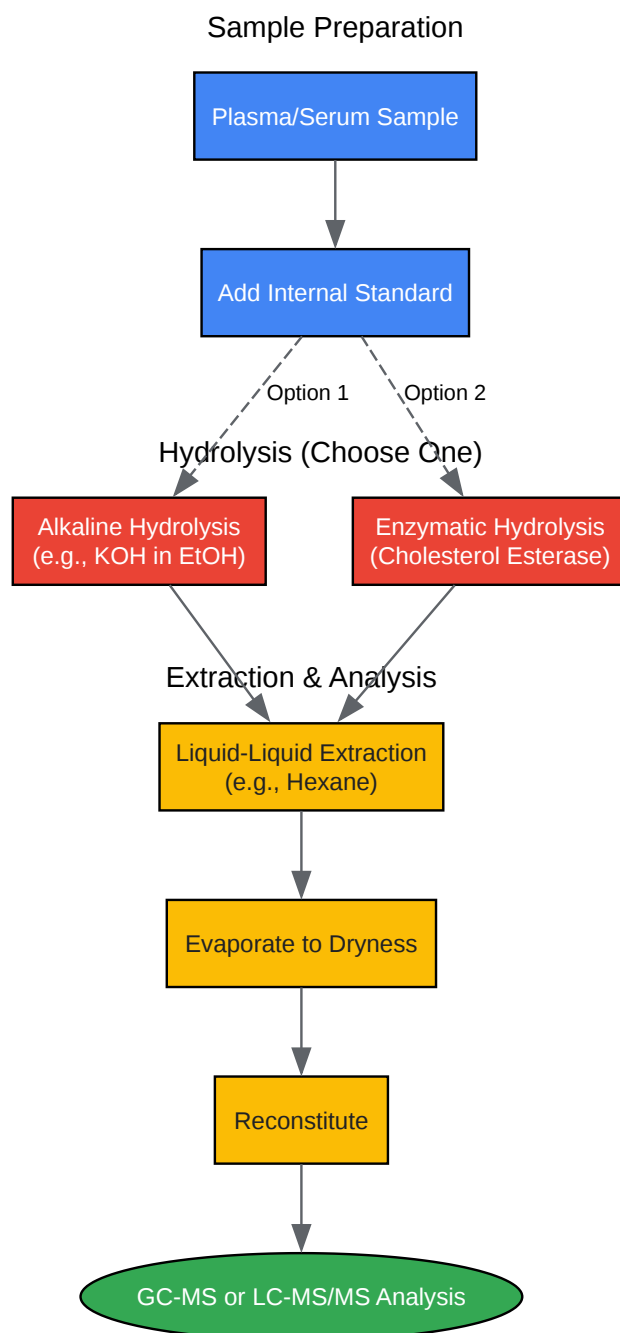 Sample Preparation
Plasma/Serum Sample
Add Internal Standard
Option 1
Option 2
Hydrolysis (Choose One)
Alkaline Hydrolysis
(e.g., KOH in EtOH)
Enzymatic Hydrolysis
(Cholesterol Esterase)
Extraction & Analysis
Liquid-Liquid Extraction
(e.g., Hexane)
Evaporate to Dryness
Reconstitute
GC-MS or LC-MS/MS Analysis